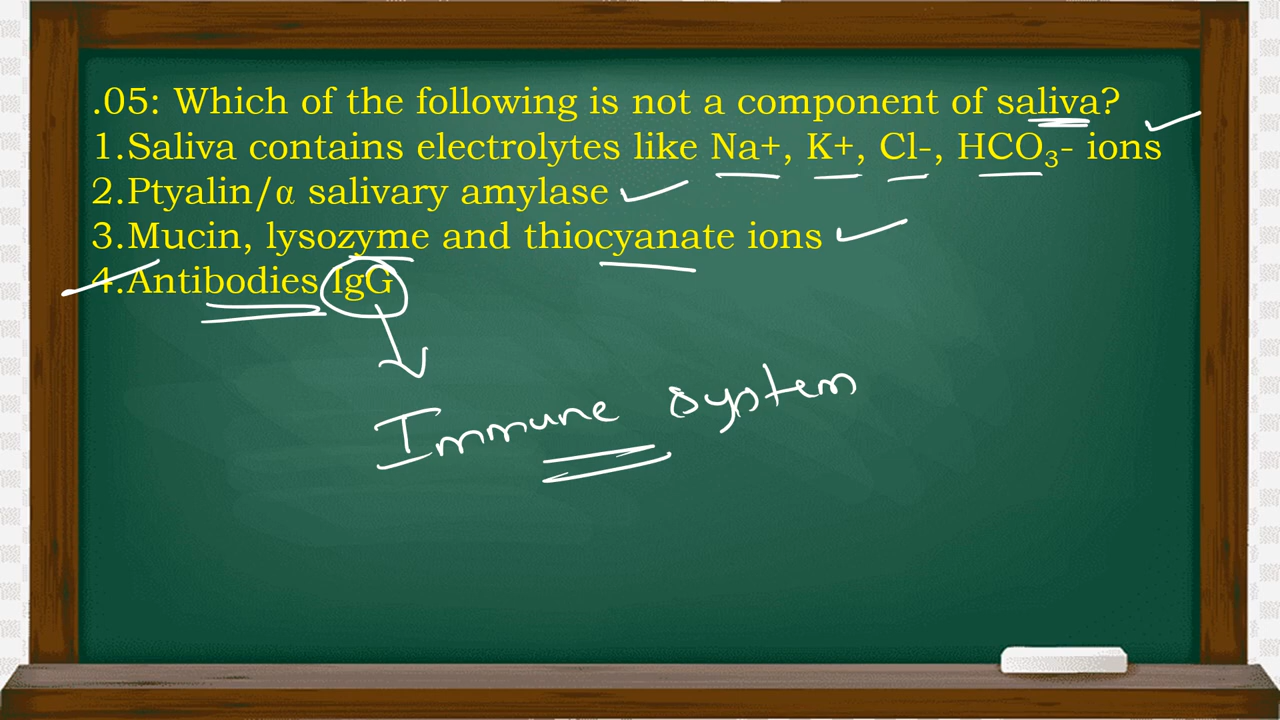 .05: Which of the following is not a component of saliva?
1.Saliva contains electrolytes like Na+, K+, Cl-, HCO₃- ions
2.Ptyalin/α salivary amylase
3.Mucin, lysozyme and thiocyanate ions
4.Antibodies IgG
Immune system